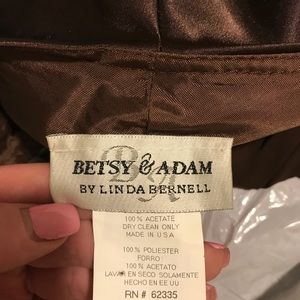 BETSY & ADAM
BY LINDA BERNELL
100% ACETATE
DRY CLEAN ONLY
MADE IN USA
100% POLIESTER
FORRO:
100% ACETATO
LAVAR EN SECO SOLAMENTE
HECHO EN EE UU
RN # 62335